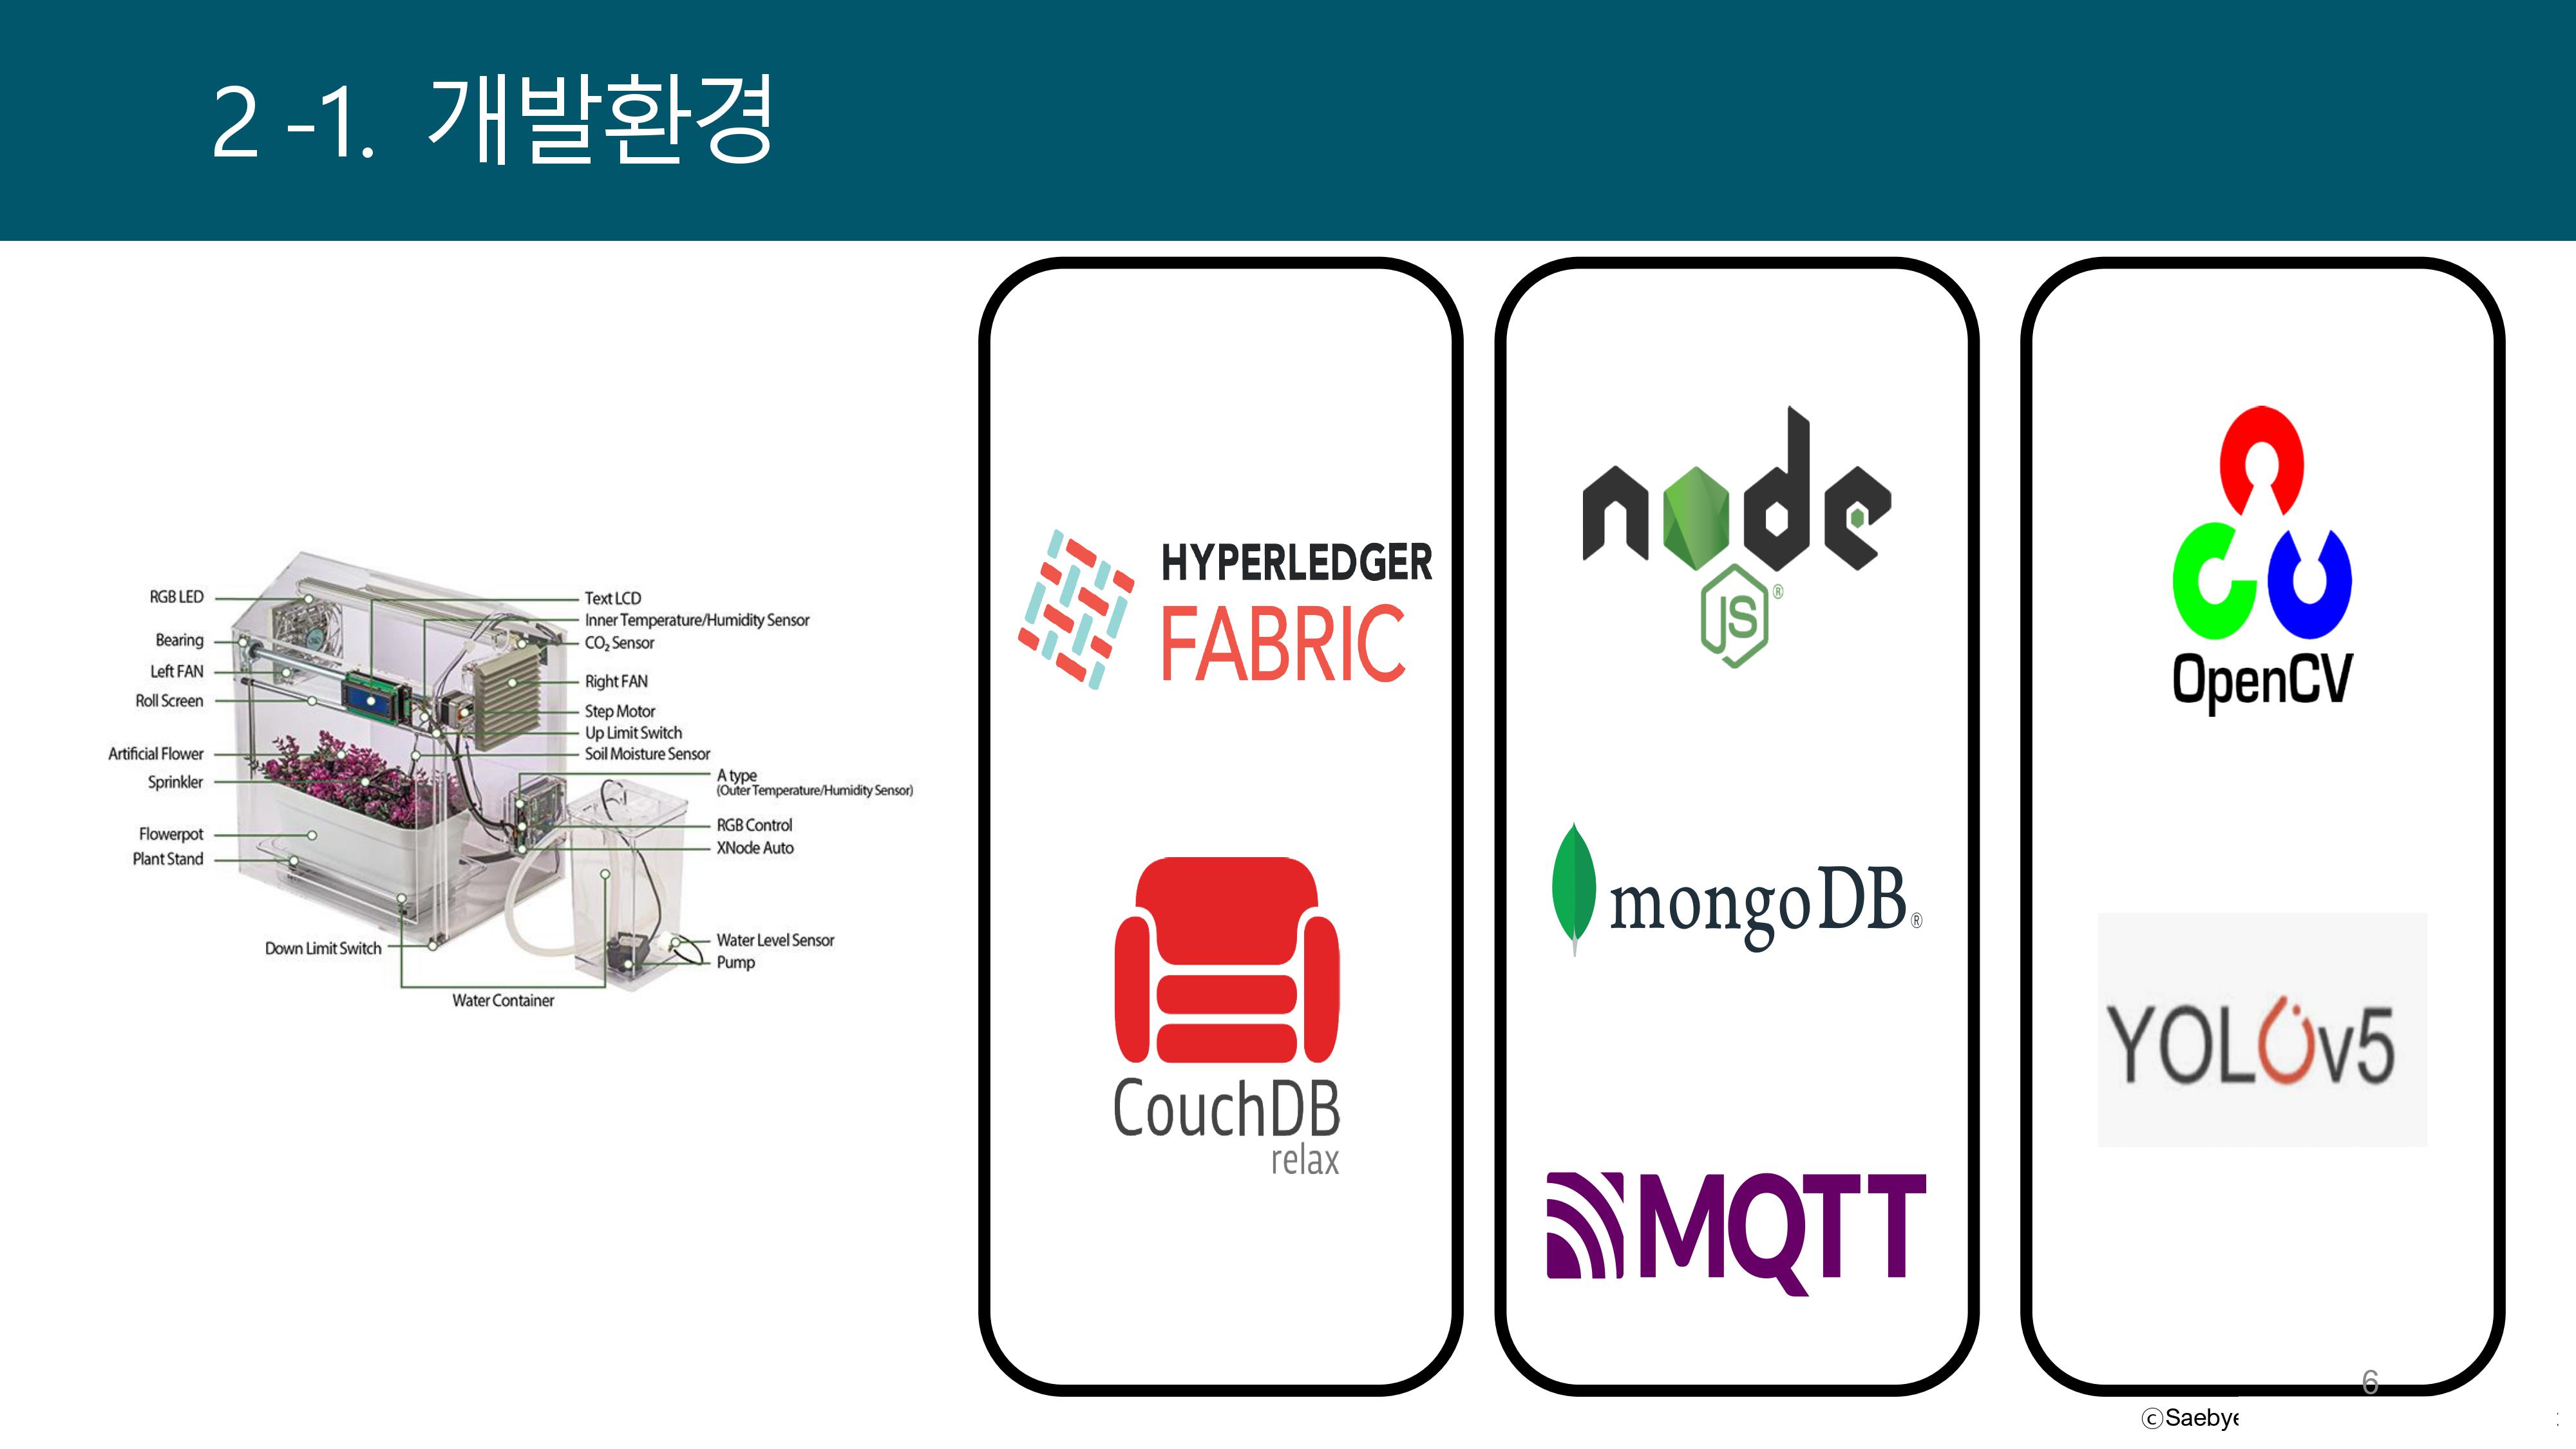 2 -1. 개발환경
RGB LED
Bearing
Left FAN
Roll Screen
Artificial Flower
Sprinkler
Flowerpot
Plant Stand
Down Limit Switch
Water Container
Text LCD
Inner Temperature/Humidity Sensor
CO₂ Sensor
Right FAN
Step Motor
Up Limit Switch
Soil Moisture Sensor
A type
(Outer Temperature/Humidity Sensor)
RGB Control
XNode Auto
Water Level Sensor
Pump
HYPERLEDGER
FABRIC
CouchDB
relax
node
JS®
mongoDB®
MQTT
OpenCV
YOLOv5
6